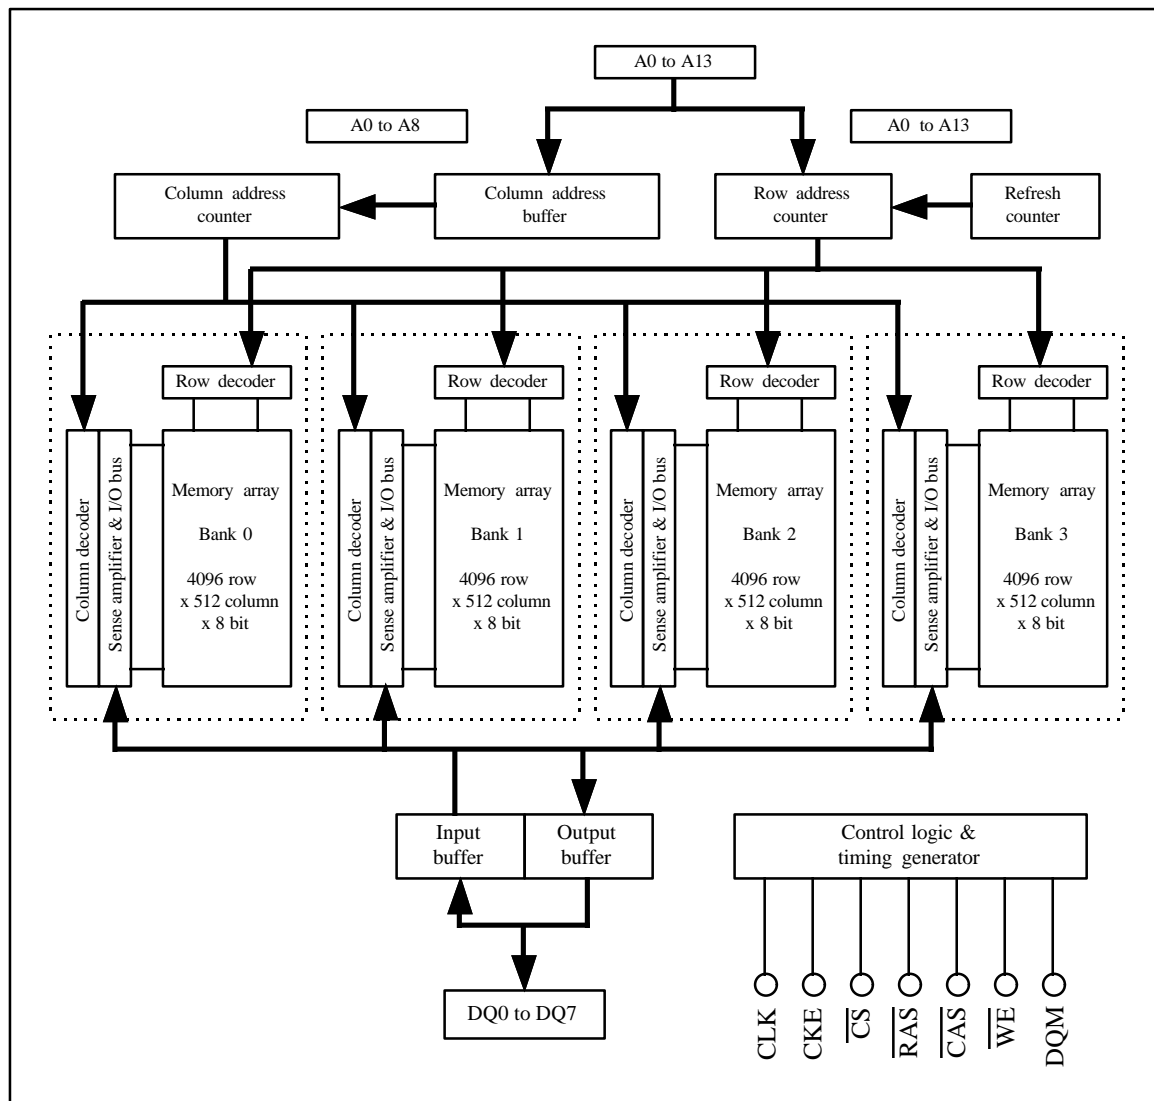 A0 to A13
A0 to A8
A0 to A13
Column address
counter
Column address
buffer
Row address
counter
Refresh
counter
Row decoder
Column decoder
Sense amplifier & I/O bus
Memory array
Bank 0
4096 row
x 512 column
x 8 bit
Row decoder
Column decoder
Sense amplifier & I/O bus
Memory array
Bank 1
4096 row
x 512 column
x 8 bit
Row decoder
Column decoder
Sense amplifier & I/O bus
Memory array
Bank 2
4096 row
x 512 column
x 8 bit
Row decoder
Column decoder
Sense amplifier & I/O bus
Memory array
Bank 3
4096 row
x 512 column
x 8 bit
Input
buffer
Output
buffer
Control logic &
timing generator
DQ0 to DQ7
CLK
CKE
C̅S̅
R̅A̅S̅
C̅A̅S̅
W̅E̅
DQM